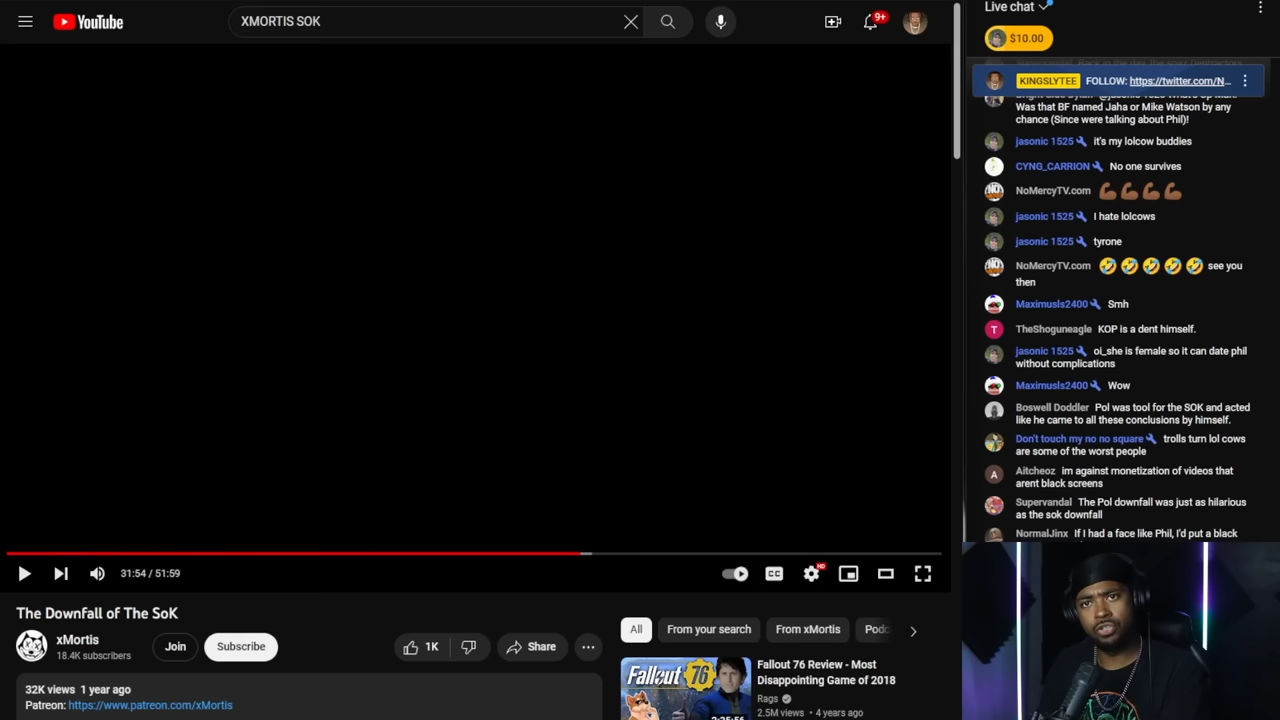 YouTube
XMORTIS SOK
9+
Live chat
$10.00
KINGSLYTEE FOLLOW: https://twitter.com/N...
Was that BF named Jaha or Mike Watson by any
chance (Since were talking about Phil)!
jasonic 1525 it's my lolcow buddies
CYNG_CARRION No one survives
NoMercyTV.com 💪🏾💪🏾💪🏾💪🏾
jasonic 1525 I hate lolcows
jasonic 1525 tyrone
NoMercyTV.com 🤣🤣🤣🤣🤣 see you
then
Maximusls2400 Smh
TheShoguneagle KOP is a dent himself.
jasonic 1525 oi_she is female so it can date phil
without complications
Maximusls2400 Wow
Boswell Doddler Pol was tool for the SOK and acted
like he came to all these conclusions by himself.
Don't touch my no no square trolls turn lol cows
are some of the worst people
A
Aitcheoz im against monetization of videos that
arent black screens
Supervandal The Pol downfall was just as hilarious
as the sok downfall
NormalJinx If I had a face like Phil, I'd put a black
31:54 / 51:59
CC
HD
The Downfall of The SoK
xMortis
18.4K subscribers
Join
Subscribe
1K
Share
All
From your search
From xMortis
Podc
32K views 1 year ago
Patreon: https://www.patreon.com/xMortis
Fallout 76
Fallout 76 Review - Most
Disappointing Game of 2018
Rags
2.5M views • 4 years ago
2:25:56